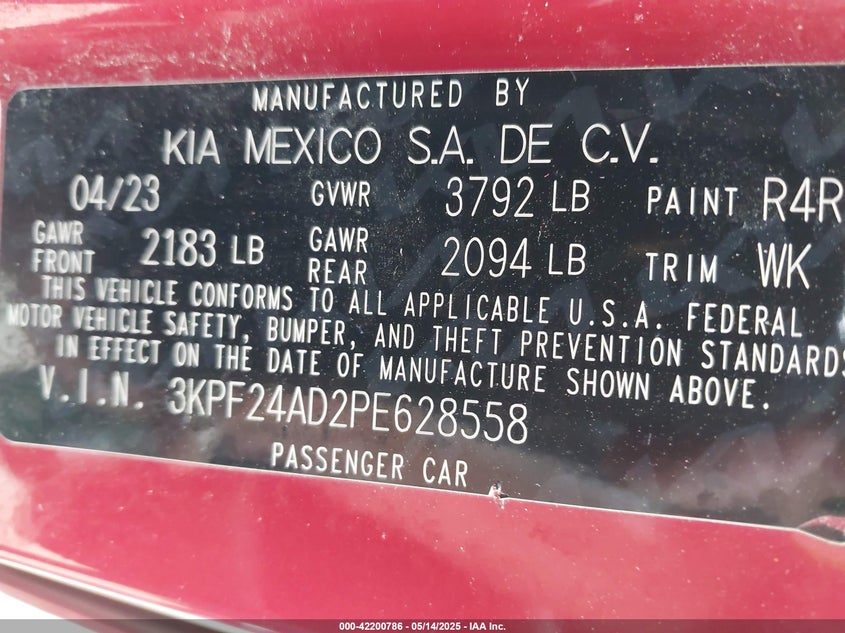 MANUFACTURED BY
KIA MEXICO S.A. DE C.V.
04/23 GVWR 3792 LB PAINT R4R
GAWR FRONT 2183 LB GAWR REAR 2094 LB TRIM WK
THIS VEHICLE CONFORMS TO ALL APPLICABLE U.S.A. FEDERAL
MOTOR VEHICLE SAFETY, BUMPER, AND THEFT PREVENTION STANDARDS
IN EFFECT ON THE DATE OF MANUFACTURE SHOWN ABOVE.
V.I.N. 3KPF24AD2PE628558
PASSENGER CAR
000-42200786 - 05/14/2025 - IAA Inc.